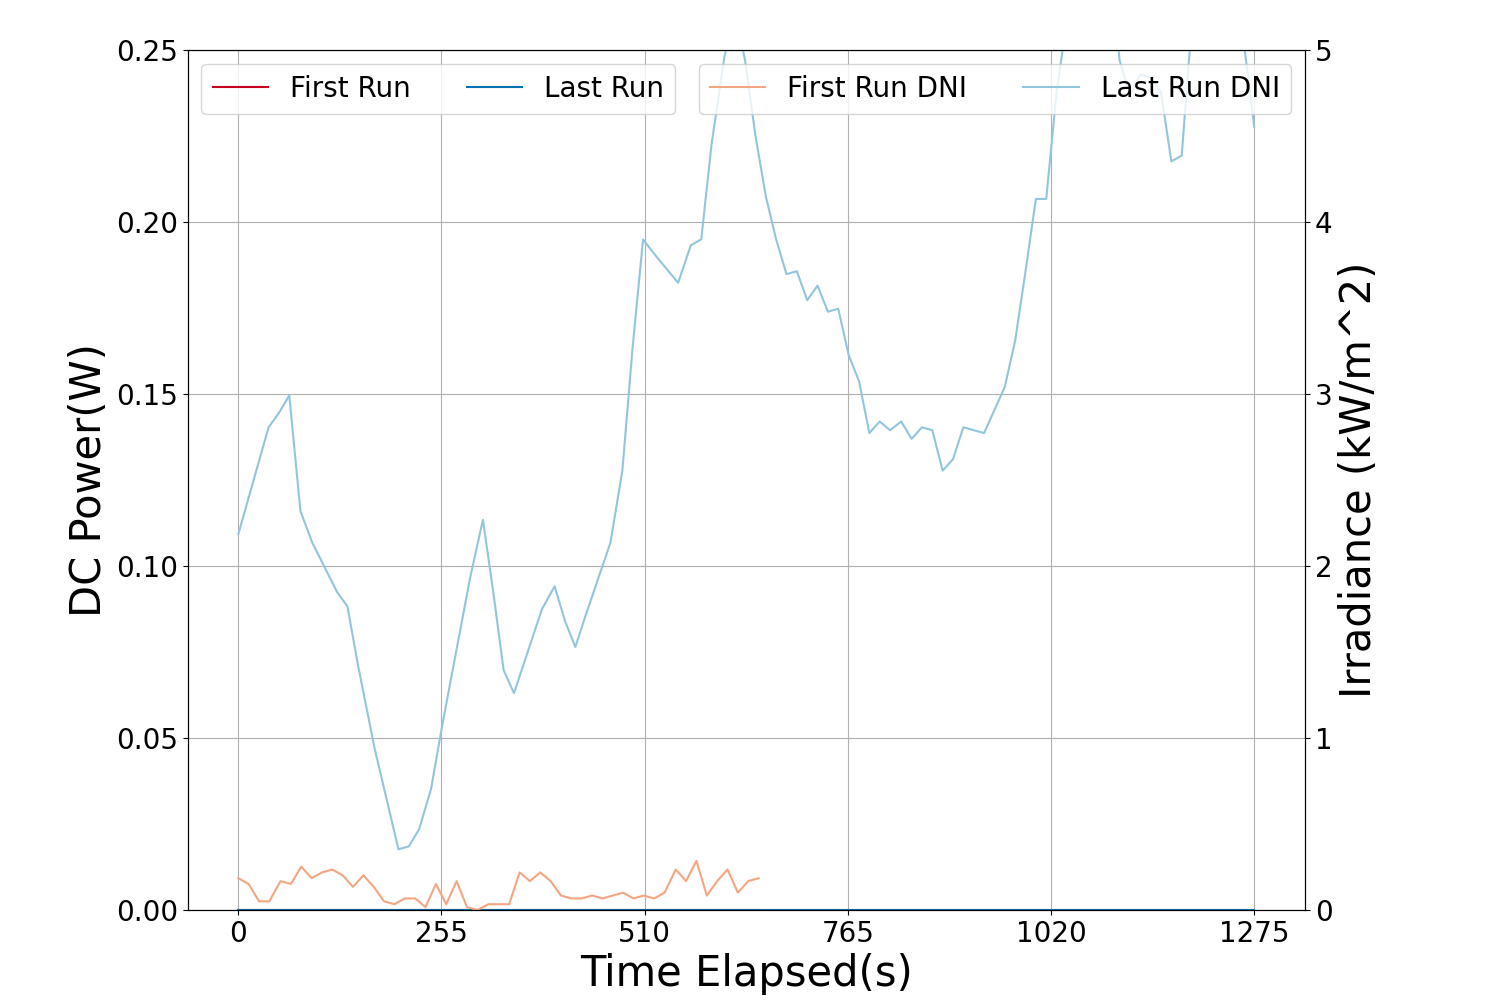 First Run
Last Run
First Run DNI
Last Run DNI
0.25
0.20
0.15
0.10
0.05
0.00
DC Power(W)
5
4
3
2
1
0
Irradiance (kW/m^2)
0 255 510 765 1020 1275
Time Elapsed(s)